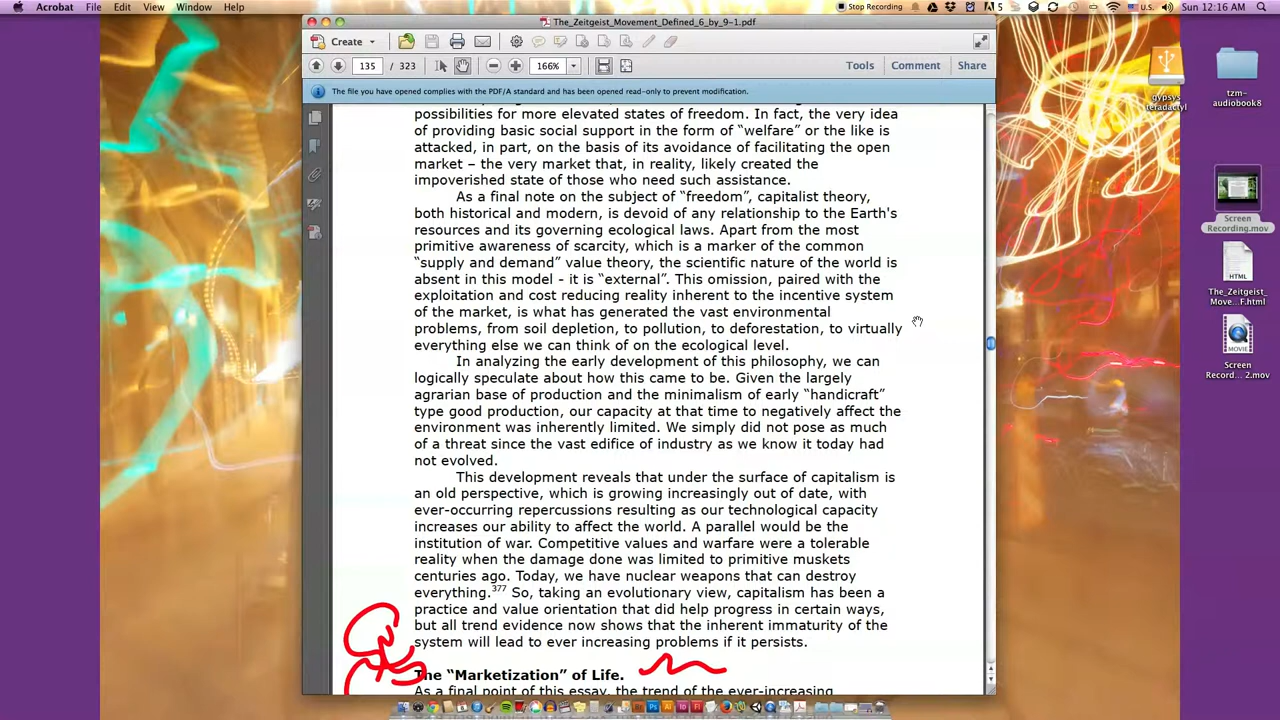 Acrobat File Edit View Window Help Stop Recording 5 U.S. Sun 12:16 AM
The_Zeitgeist_Movement_Defined_6_by_9-1.pdf
Create
135 / 323 166% Tools Comment Share
The file you have opened complies with the PDF/A standard and has been opened read-only to prevent modification.
possibilities for more elevated states of freedom. In fact, the very idea
of providing basic social support in the form of “welfare” or the like is
attacked, in part, on the basis of its avoidance of facilitating the open
market – the very market that, in reality, likely created the
impoverished state of those who need such assistance.
As a final note on the subject of “freedom”, capitalist theory,
both historical and modern, is devoid of any relationship to the Earth's
resources and its governing ecological laws. Apart from the most
primitive awareness of scarcity, which is a marker of the common
“supply and demand” value theory, the scientific nature of the world is
absent in this model - it is “external”. This omission, paired with the
exploitation and cost reducing reality inherent to the incentive system
of the market, is what has generated the vast environmental
problems, from soil depletion, to pollution, to deforestation, to virtually
everything else we can think of on the ecological level.
In analyzing the early development of this philosophy, we can
logically speculate about how this came to be. Given the largely
agrarian base of production and the minimalism of early “handicraft”
type good production, our capacity at that time to negatively affect the
environment was inherently limited. We simply did not pose as much
of a threat since the vast edifice of industry as we know it today had
not evolved.
This development reveals that under the surface of capitalism is
an old perspective, which is growing increasingly out of date, with
ever-occurring repercussions resulting as our technological capacity
increases our ability to affect the world. A parallel would be the
institution of war. Competitive values and warfare were a tolerable
reality when the damage done was limited to primitive muskets
centuries ago. Today, we have nuclear weapons that can destroy
everything.377 So, taking an evolutionary view, capitalism has been a
practice and value orientation that did help progress in certain ways,
but all trend evidence now shows that the inherent immaturity of the
system will lead to ever increasing problems if it persists.
The “Marketization” of Life.
As a final point of this essay, the trend of the ever-increasing
gypsys
teradactyl
tzm-
audiobook8
Screen
Recording.mov
HTML
The_Zeitgeist_
Move...F.html
MOVIE
Screen
Record... 2.mov